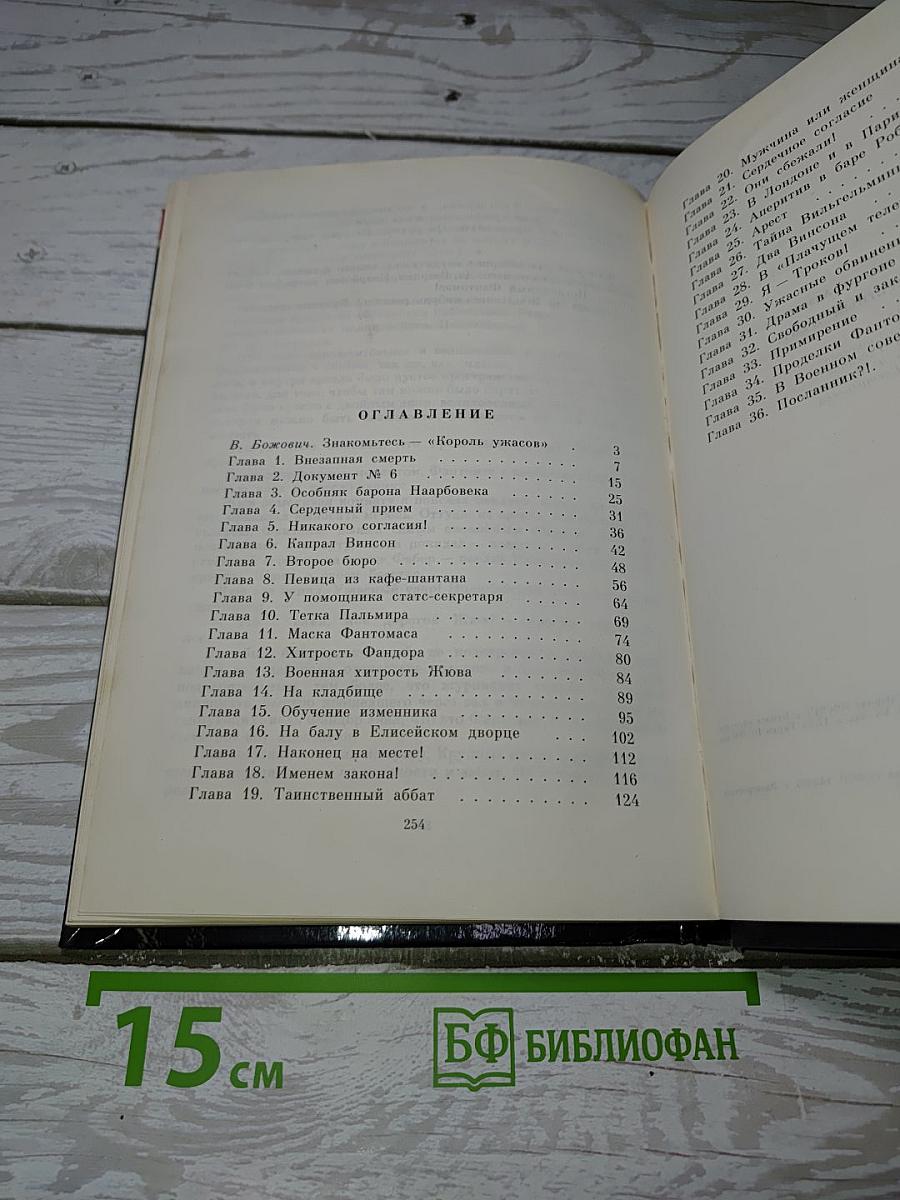 ОГЛАВЛЕНИЕ
В. Божович. Знакомьтесь — «Король ужасов» . 3
Глава 1. Внезапная смерть . . . . . . . . . . . . 7
Глава 2. Документ № 6 . . . . . . . . . . . . 15
Глава 3. Особняк барона Наарбовека . . . . . . 25
Глава 4. Сердечный прием . . . . . . . . . . . . 31
Глава 5. Никакого согласия! . . . . . . . . . . . 36
Глава 6. Капрал Винсон . . . . . . . . . . . . 42
Глава 7. Второе бюро . . . . . . . . . . . . . 48
Глава 8. Певица из кафе-шантана . . . . . . . . 56
Глава 9. У помощника статс-секретаря . . . . . 64
Глава 10. Тетка Пальмира . . . . . . . . . . . 69
Глава 11. Маска Фантомаса . . . . . . . . . . 74
Глава 12. Хитрость Фандора . . . . . . . . . . 80
Глава 13. Военная хитрость Жюва . . . . . . . 84
Глава 14. На кладбище . . . . . . . . . . . . . 89
Глава 15. Обучение изменника . . . . . . . . . . 95
Глава 16. На балу в Елисейском дворце . . . 102
Глава 17. Наконец на месте! . . . . . . . . . . 112
Глава 18. Именем закона! . . . . . . . . . . . 116
Глава 19. Таинственный аббат . . . . . . . . . . 124
254
Глава 20. Мужчина или женщина
Глава 21. Сердечное согласие
Глава 22. Они сбежали!
Глава 23. В Лондоне и в Пари
Глава 24. Аперитив в баре Роб
Глава 25. Арест
Глава 26. Тайна Вильгельмин
Глава 27. Два Винсона
Глава 28. В «Плачущем теле
Глава 29. Я — Троков!
Глава 30. Ужасные обвинени
Глава 31. Драма в фургопе
Глава 32. Свободный и зак
Глава 33. Примирение
Глава 34. Проделки Фанто
Глава 35. В Военном сове
Глава 36. Посланник?!.
15 см
БФ БИБЛИОФАН